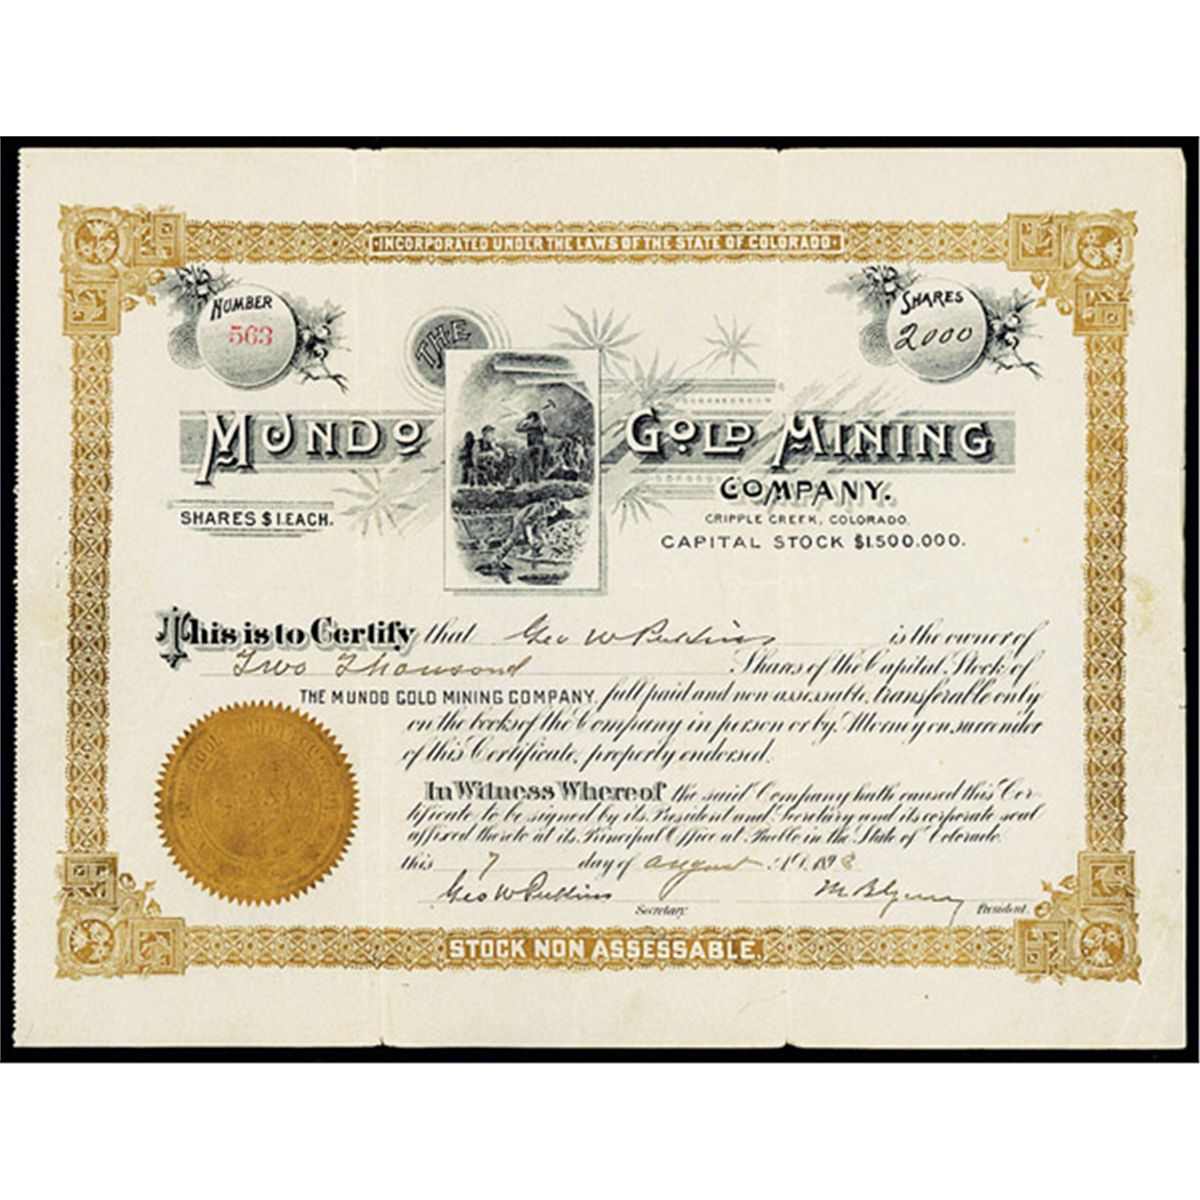 INCORPORATED UNDER THE LAWS OF THE STATE OF COLORADO
NUMBER
563
SHARES
2000
THE
MUNDO GOLD MINING
COMPANY.
SHARES $1. EACH.
CRIPPLE CREEK, COLORADO.
CAPITAL STOCK $1.500.000.
This is to Certify that Geo W Perkins is the owner of
Two Thousand Shares of the Capital Stock of
THE MUNDO GOLD MINING COMPANY, full paid and non assessable, transferable only
on the books of the Company in person or by Attorney on surrender
of this Certificate, properly endorsed.
In Witness Whereof the said Company hath caused this Cer-
tificate to be signed by its President and Secretary and its corporate seal
affixed thereto at its Principal Office at Pueblo in the State of Colorado.
this 7 day of August A.D. 189
Geo W Perkins
Secretary.
President.
STOCK NON ASSESSABLE.